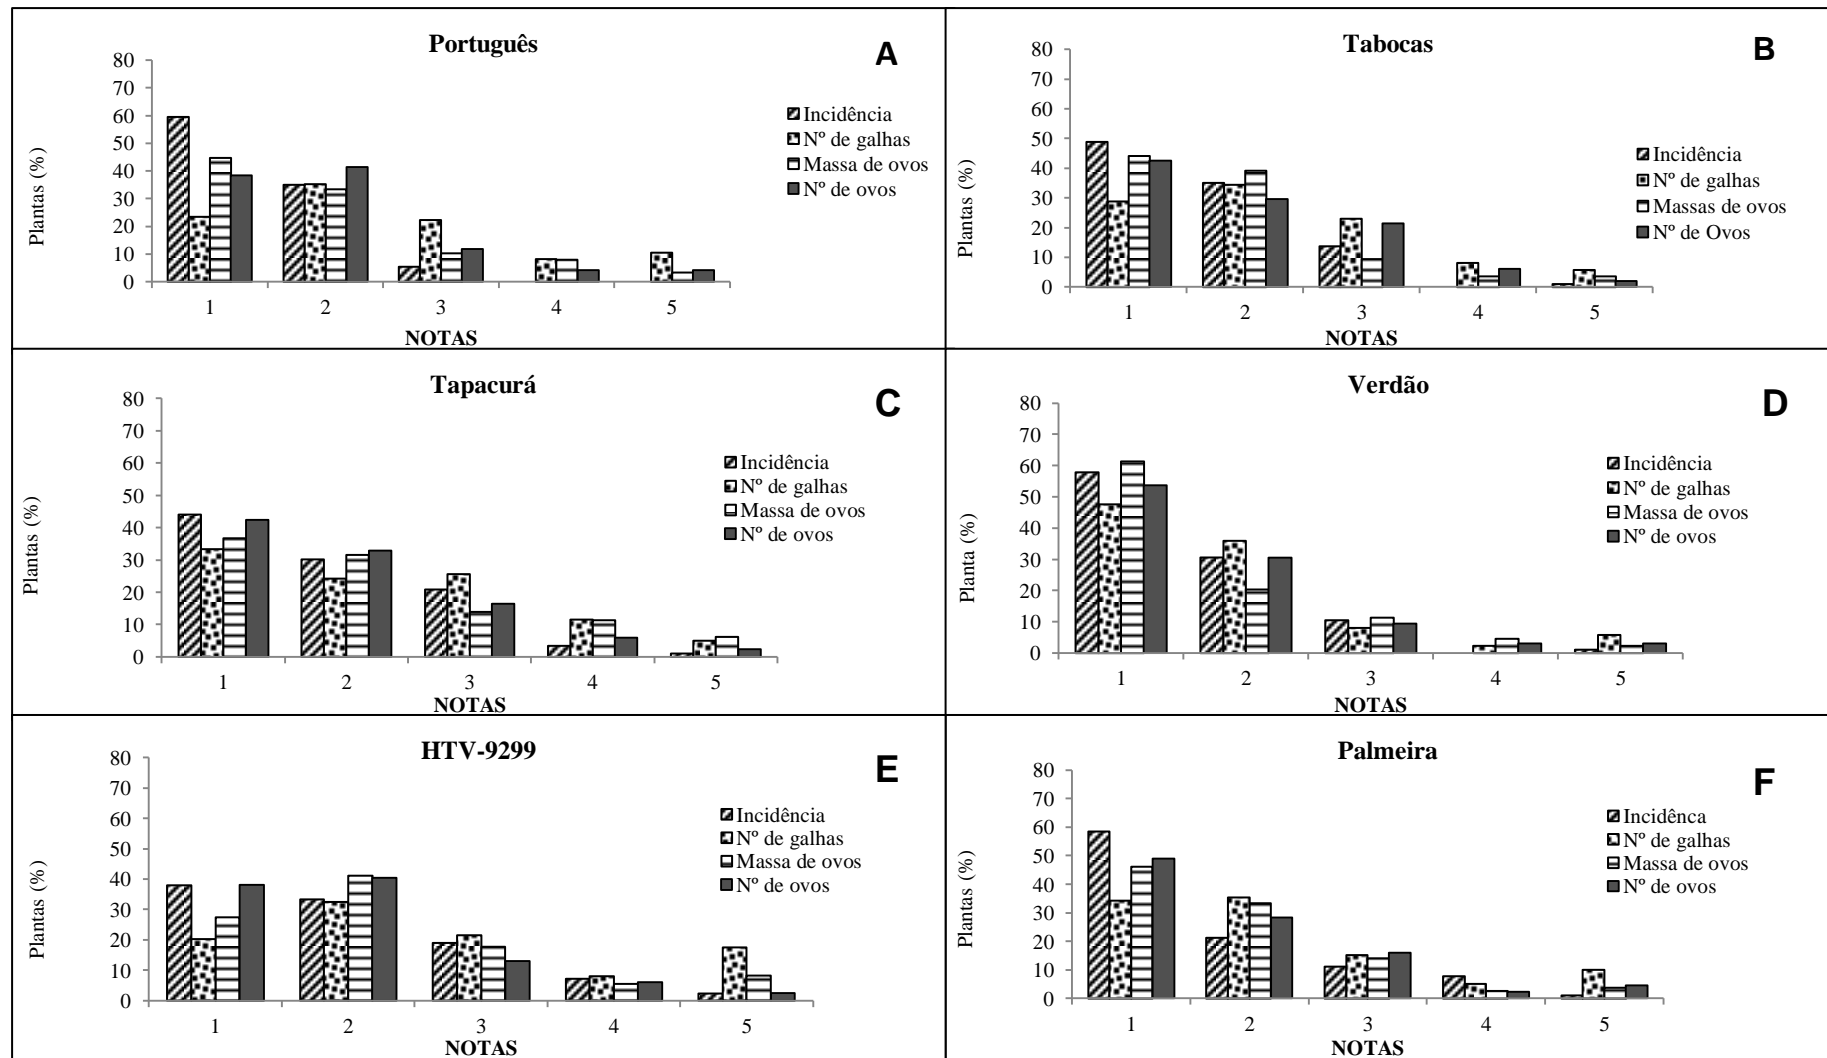 Português
A
80
70
60
50
40
30
20
10
0
Plantas (%)
1 2 3 4 5
NOTAS
Incidência
Nº de galhas
Massa de ovos
Nº de ovos
Tabocas
B
80
70
60
50
40
30
20
10
0
Plantas (%)
1 2 3 4 5
NOTAS
Incidência
Nº de galhas
Massas de ovos
Nº de Ovos
Tapacurá
C
80
70
60
50
40
30
20
10
0
Plantas (%)
1 2 3 4 5
NOTAS
Incidência
Nº de galhas
Massa de ovos
Nº de ovos
Verdão
D
80
70
60
50
40
30
20
10
0
Planta (%)
1 2 3 4 5
NOTAS
Incidência
Nº de galhas
Massa de ovos
Nº de ovos
HTV-9299
E
80
70
60
50
40
30
20
10
0
Plantas (%)
1 2 3 4 5
NOTAS
Incidência
Nº de galhas
Massa de ovos
Nº de ovos
Palmeira
F
80
70
60
50
40
30
20
10
0
Plantas (%)
1 2 3 4 5
NOTAS
Incidênca
Nº de galhas
Massa de ovos
Nº de ovos